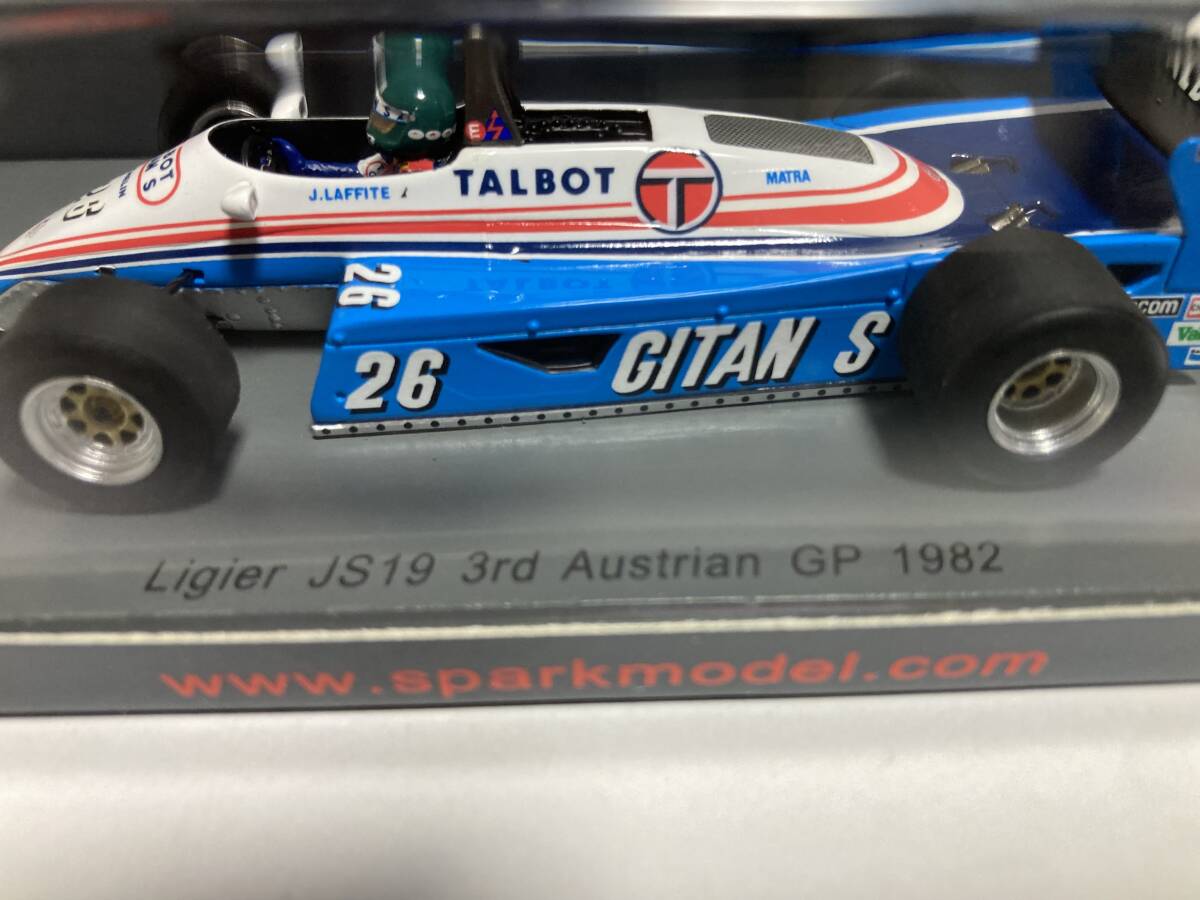 J.LAFFITE
TALBOT
T
MATRA
26
26
GITAN S
Ligier JS19 3rd Austrian GP 1982
www.sparkmodel.com